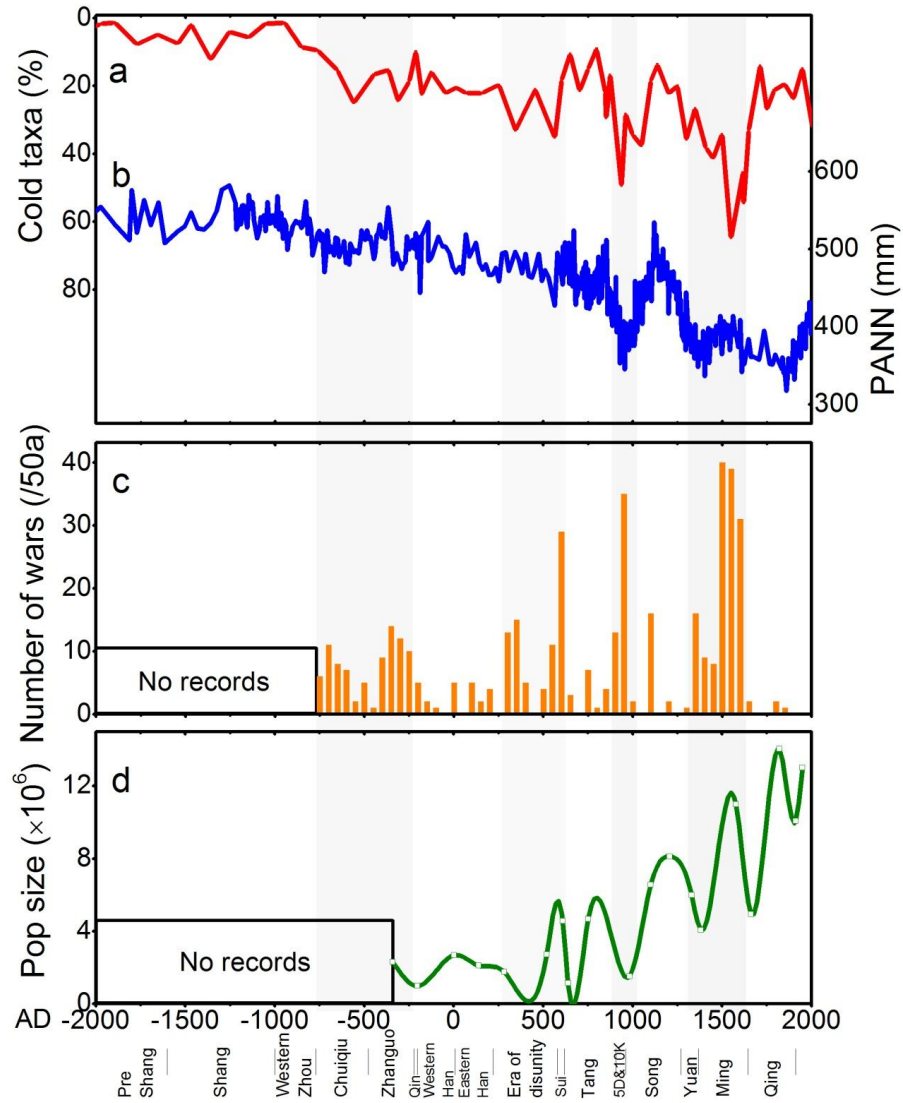 0
20
40
60
80
Cold taxa (%)
a
b
600
500
400
300
PANN (mm)
40
30
20
10
0
Number of wars (/50a)
c
No records
12
8
4
0
Pop size (×10⁶)
d
No records
AD -2000 -1500 -1000 -500 0 500 1000 1500 2000
Pre
Shang
Shang
Western
Zhou
Chuiqiu
Zhanguo
Qin
Western
Han
Eastern
Han
Era of
disunity
Sui
Tang
5D&10K
Song
Yuan
Ming
Qing